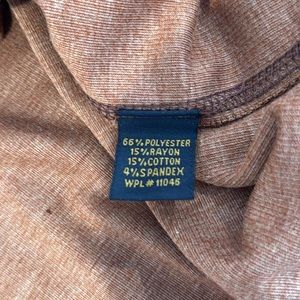 66% POLYESTER
15% RAYON
15% COTTON
4% SPANDEX
WPL# 11046